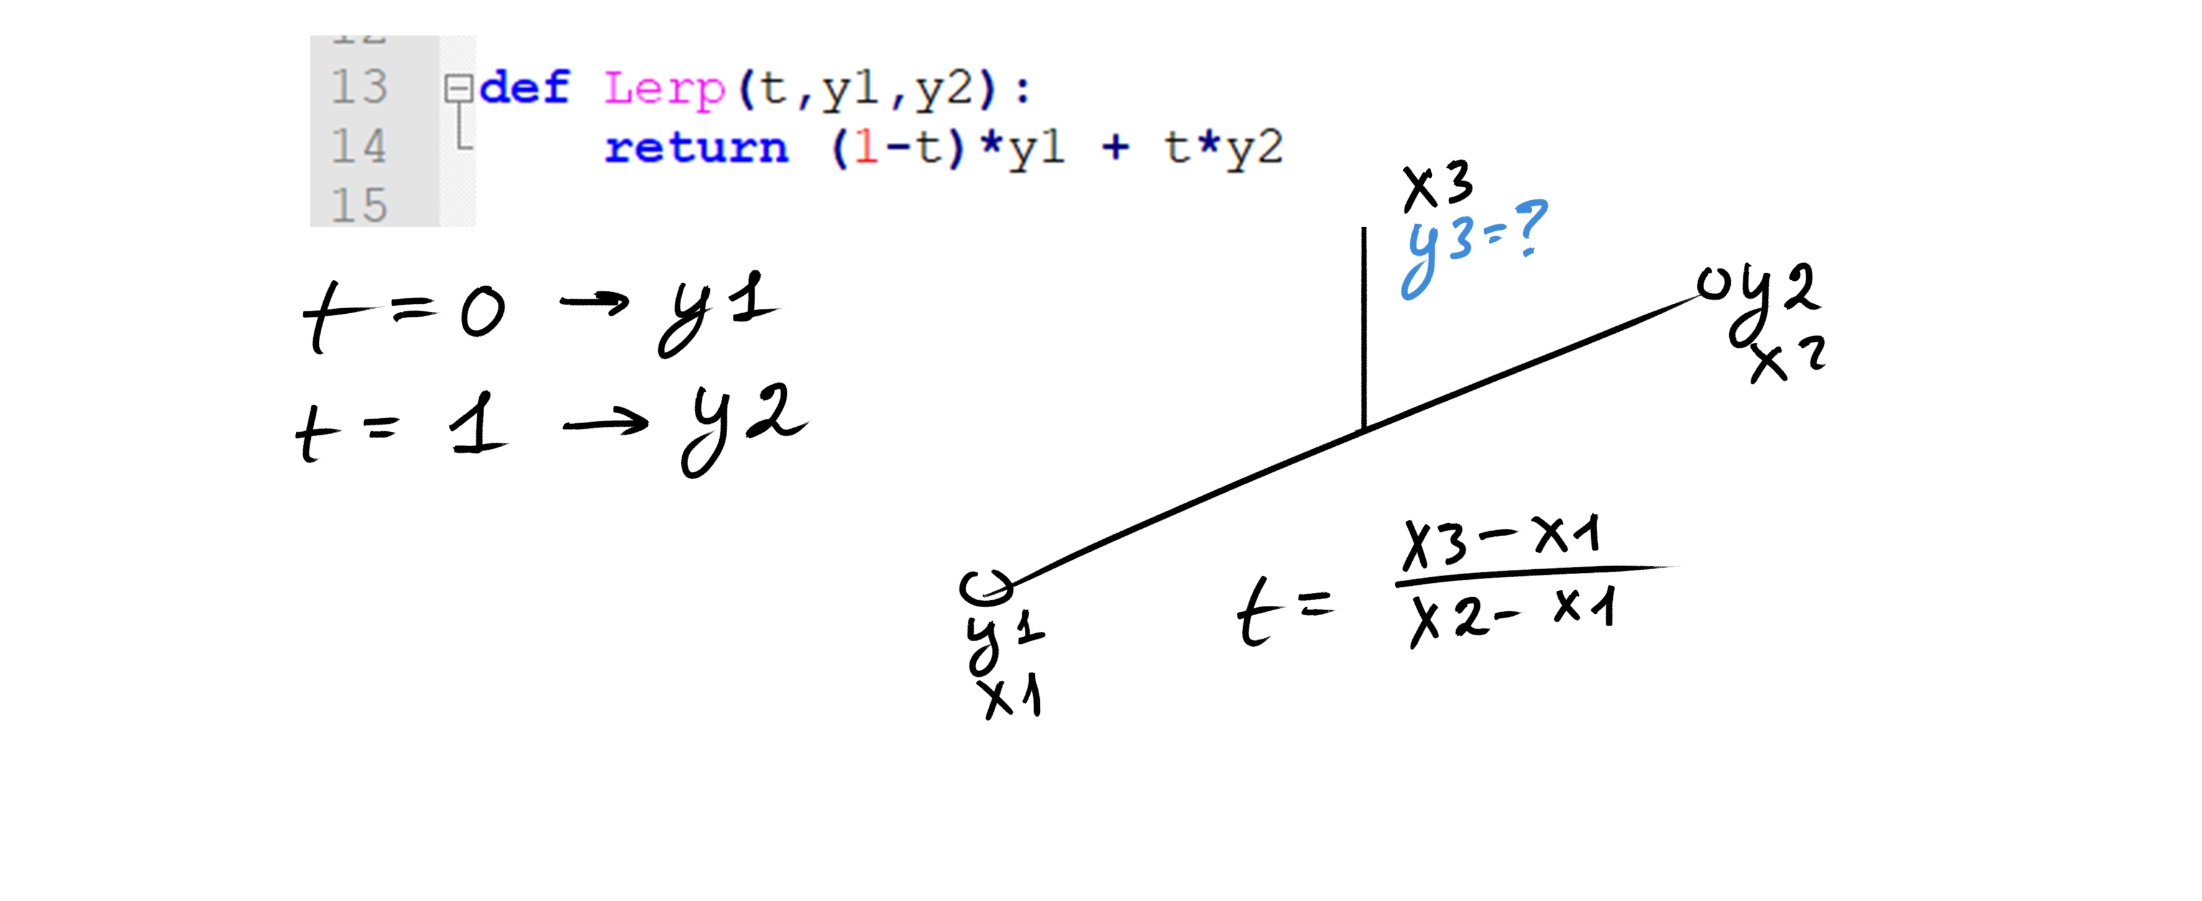 13 def Lerp(t,y1,y2):
14 return (1-t)*y1 + t*y2
15
t = 0 → y1
t = 1 → y2
x3
y3=?
y2
x2
y1
x1
t = x3 - x1
x2 - x1